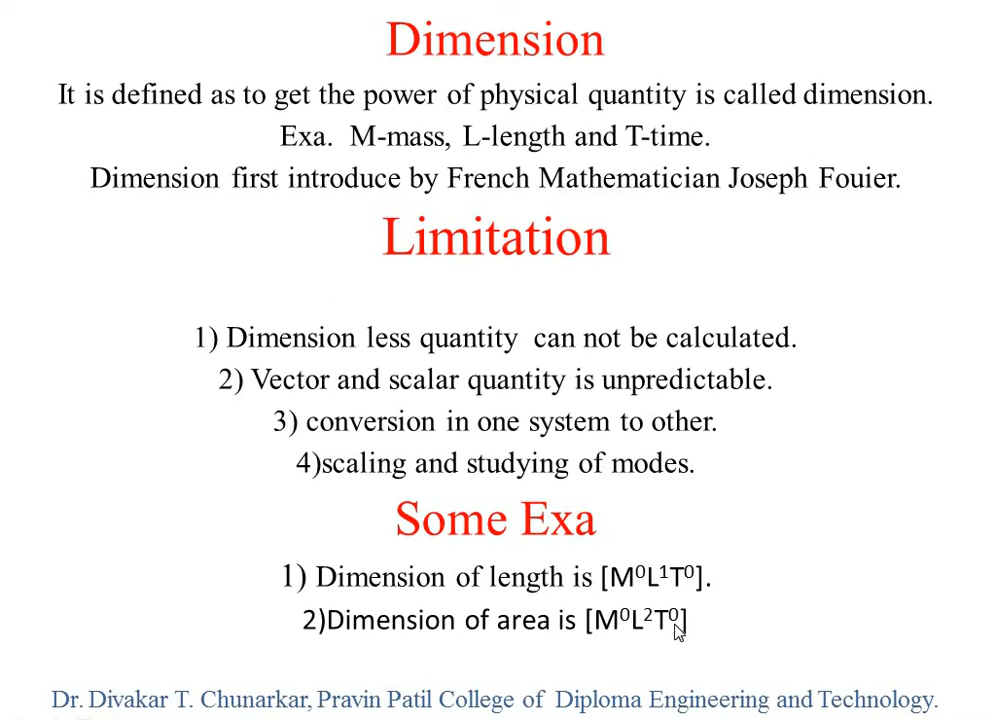 Dimension
It is defined as to get the power of physical quantity is called dimension.
Exa. M-mass, L-length and T-time.
Dimension first introduce by French Mathematician Joseph Fouier.
Limitation
1) Dimension less quantity can not be calculated.
2) Vector and scalar quantity is unpredictable.
3) conversion in one system to other.
4)scaling and studying of modes.
Some Exa
1) Dimension of length is [M⁰L¹T⁰].
2)Dimension of area is [M⁰L²T⁰]
Dr. Divakar T. Chunarkar, Pravin Patil College of Diploma Engineering and Technology.